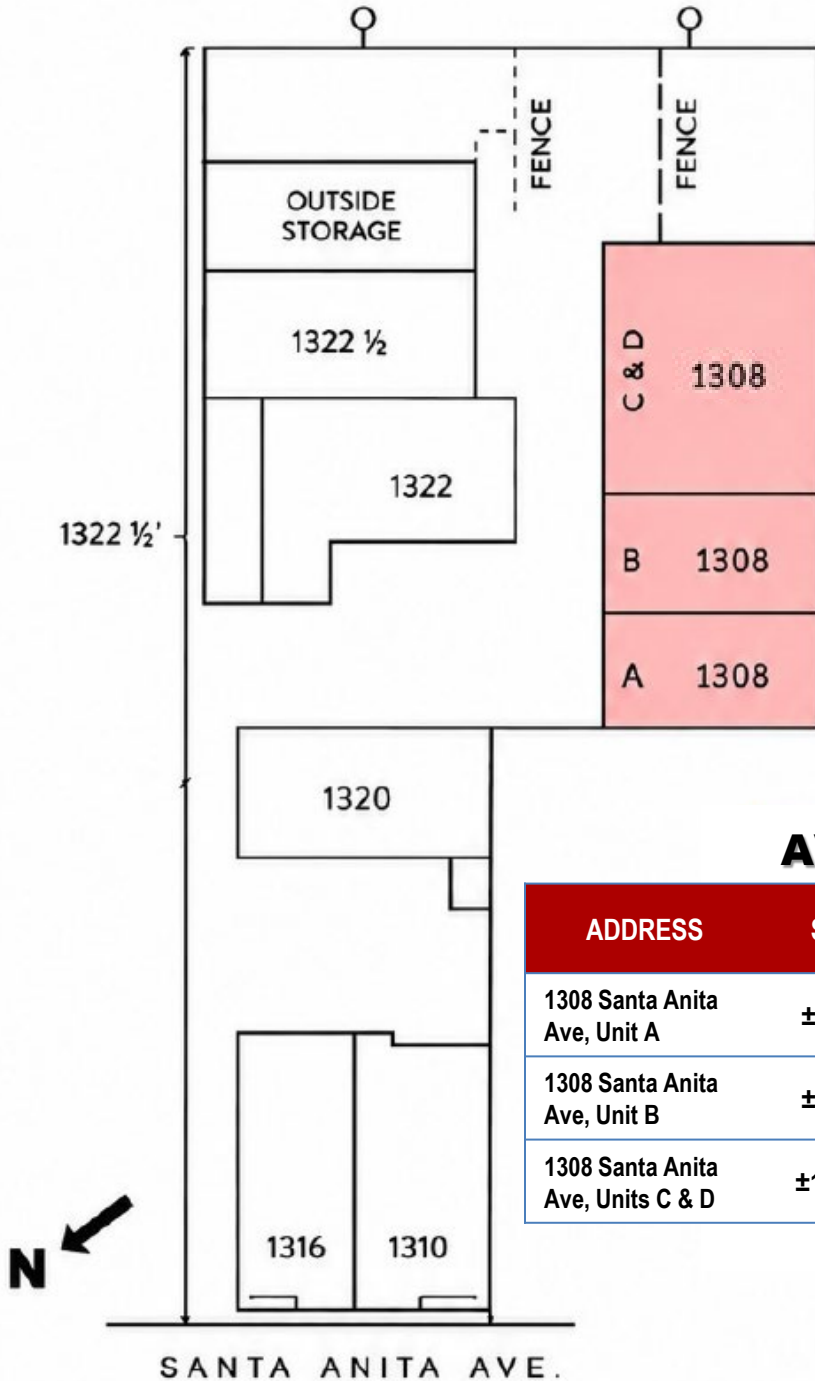 FENCE
FENCE
OUTSIDE
STORAGE
1322 ½
C & D
1308
1322
1322 ½'
B 1308
A 1308
1320
ADDRESS
1308 Santa Anita
Ave, Unit A
±
1308 Santa Anita
Ave, Unit B
±
1308 Santa Anita
Ave, Units C & D
N
1316
1310
SANTA ANITA AVE.